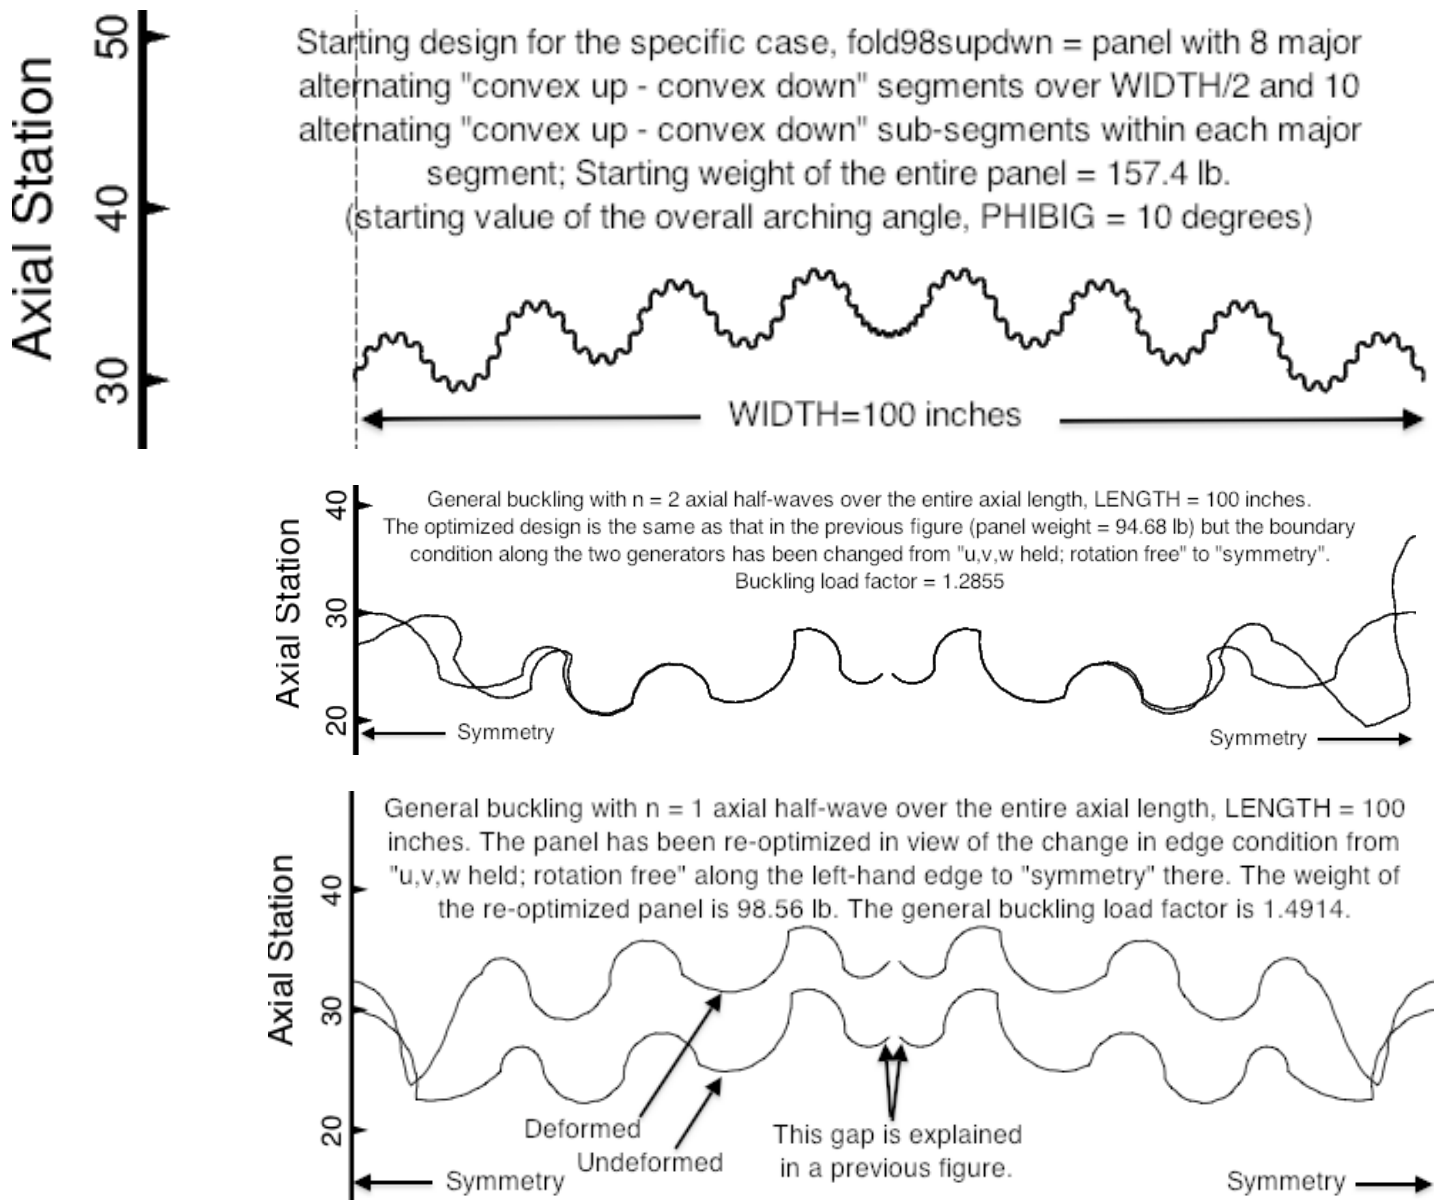 Starting design for the specific case, fold98supdwn = panel with 8 major
alternating "convex up - convex down" segments over WIDTH/2 and 10
alternating "convex up - convex down" sub-segments within each major
segment; Starting weight of the entire panel = 157.4 lb.
(starting value of the overall arching angle, PHIBIG = 10 degrees)
Axial Station
50
40
30
WIDTH=100 inches
General buckling with n = 2 axial half-waves over the entire axial length, LENGTH = 100 inches.
The optimized design is the same as that in the previous figure (panel weight = 94.68 lb) but the boundary
condition along the two generators has been changed from "u,v,w held; rotation free" to "symmetry".
Buckling load factor = 1.2855
Axial Station
40
30
20
Symmetry
Symmetry
General buckling with n = 1 axial half-wave over the entire axial length, LENGTH = 100
inches. The panel has been re-optimized in view of the change in edge condition from
"u,v,w held; rotation free" along the left-hand edge to "symmetry" there. The weight of
the re-optimized panel is 98.56 lb. The general buckling load factor is 1.4914.
Axial Station
40
30
20
Deformed
Undeformed
This gap is explained
in a previous figure.
Symmetry
Symmetry